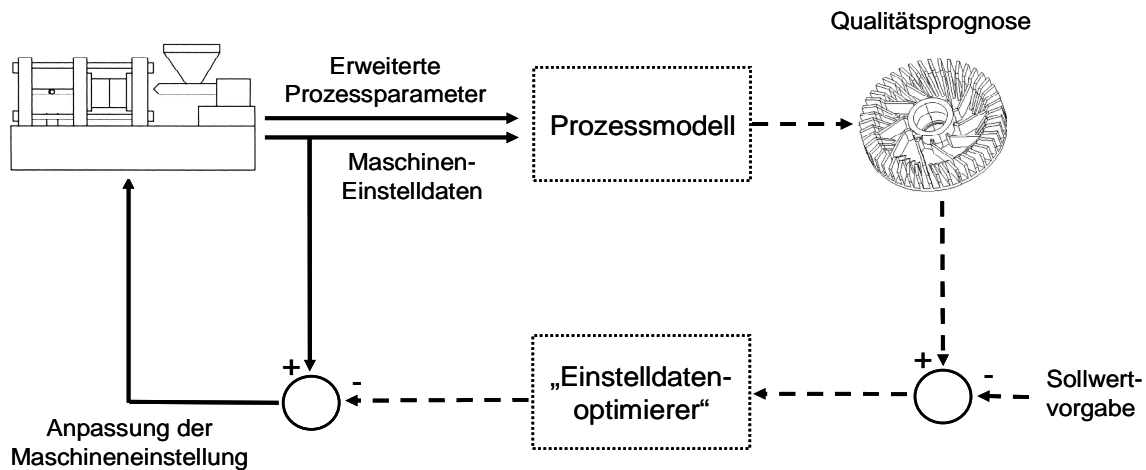 Qualitätsprognose
Erweiterte
Prozessparameter
Prozessmodell
Maschinen-
Einstelldaten
+
-
„Einstelldaten-
optimierer“
+
-
Sollwert-
vorgabe
Anpassung der
Maschineneinstellung